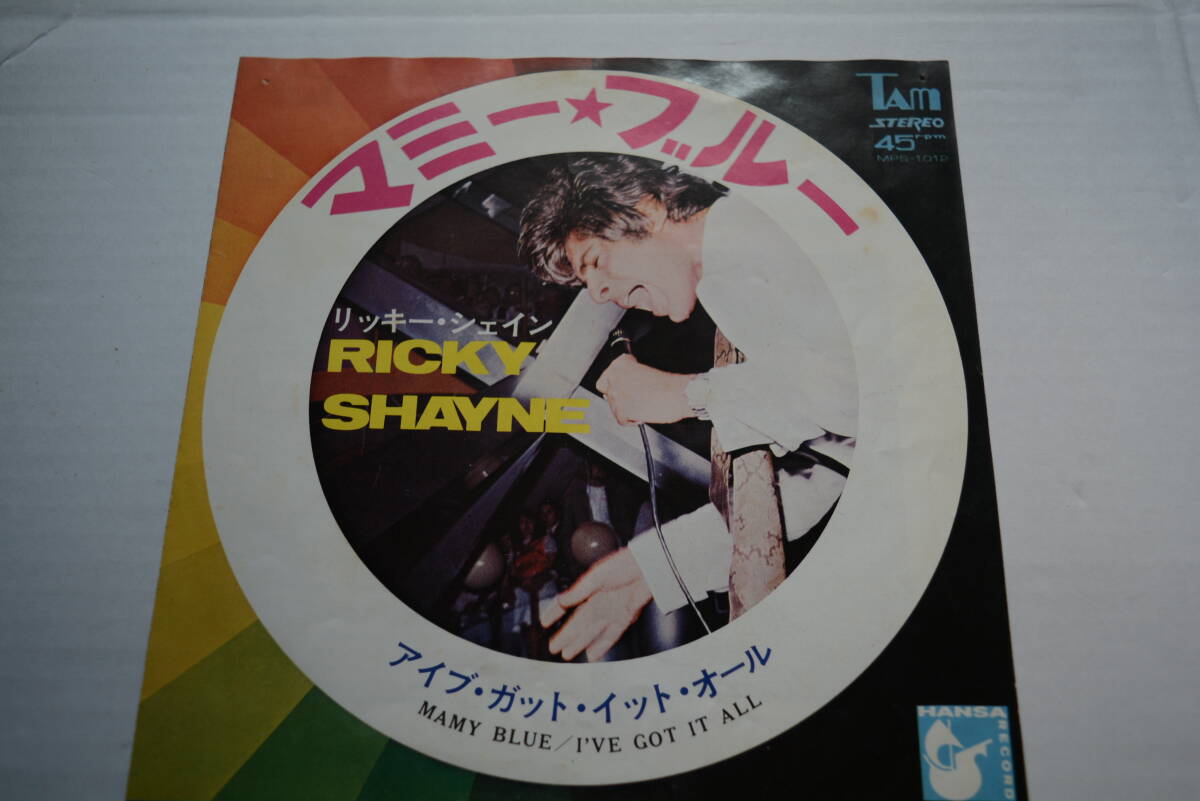 マミー★ブルー
TAM
STEREO
45rpm
MPS-1012
リッキー・シェイン
RICKY
SHAYNE
アイブ・ガット・イット・オール
MAMY BLUE/I'VE GOT IT ALL
HANSA
RECORD